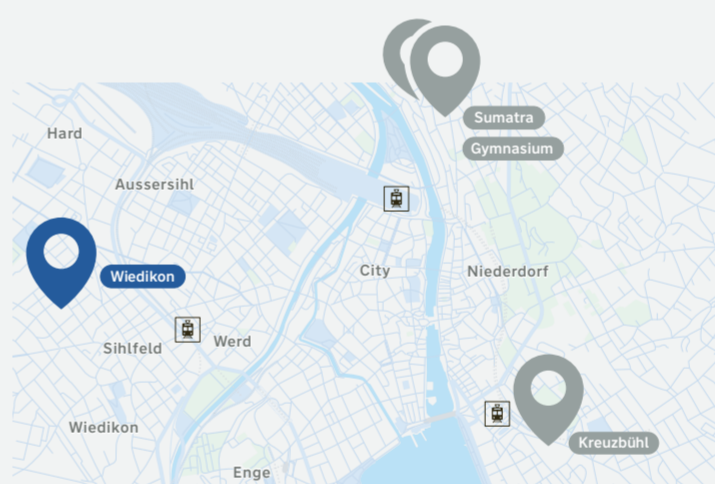 Sumatra
Hard
Gymnasium
Aussersihl
City
Niederdorf
Wiedikon
Werd
Sihlfeld
Wiedikon
Kreuzbühl
Enge